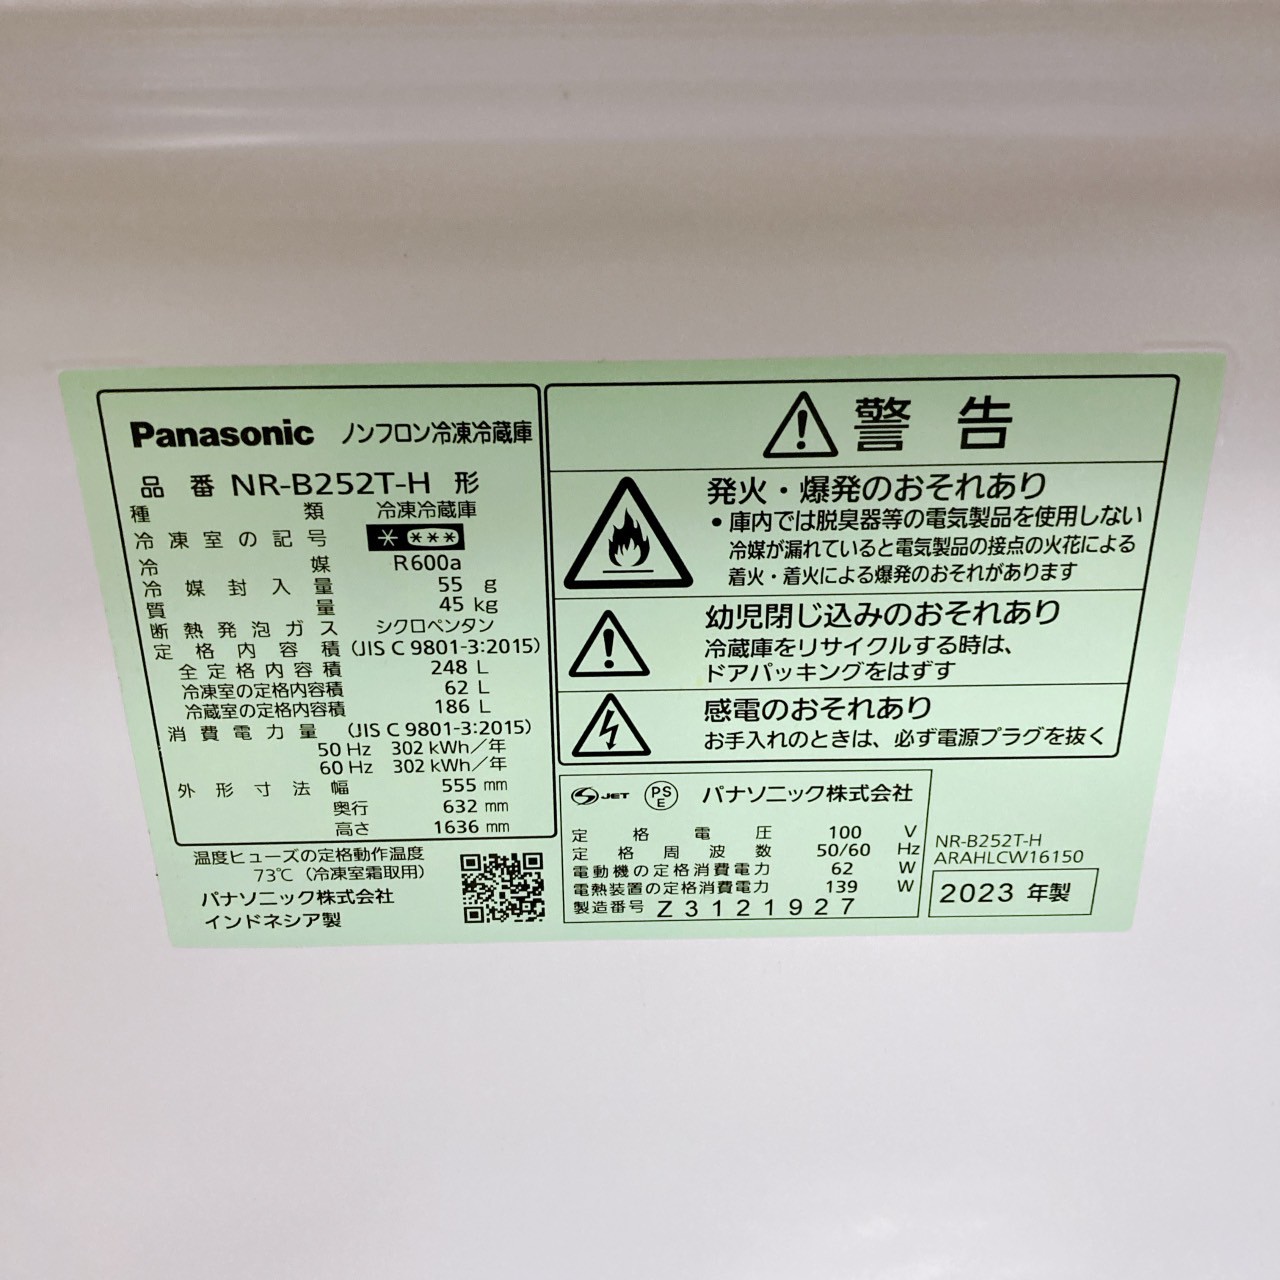 Panasonic ノンフロン冷凍冷蔵庫
品番 NR-B252T-H 形
種類 冷凍冷蔵庫
冷凍室の記号 * ***
冷媒 R600a
冷媒封入量 55 g
質量 45 kg
断熱発泡ガス シクロペンタン
定格内容積 (JIS C 9801-3:2015)
全定格内容積 248 L
冷凍室の定格内容積 62 L
冷蔵室の定格内容積 186 L
消費電力量 (JIS C 9801-3:2015)
50 Hz 302 kWh/年
60 Hz 302 kWh/年
外形寸法 幅 555 mm
奥行 632 mm
高さ 1636 mm
温度ヒューズの定格動作温度
73℃ (冷凍室霜取用)
パナソニック株式会社
インドネシア製
警告
発火・爆発のおそれあり
・庫内では脱臭器等の電気製品を使用しない
冷媒が漏れていると電気製品の接点の火花による
着火・着火による爆発のおそれがあります
幼児閉じ込みのおそれあり
冷蔵庫をリサイクルする時は、
ドアパッキングをはずす
感電のおそれあり
お手入れのときは、必ず電源プラグを抜く
S JET PS E パナソニック株式会社
定格電圧 100 V
定格周波数 50/60 Hz
電動機の定格消費電力 62 W
電熱装置の定格消費電力 139 W
製造番号 Z3121927
NR-B252T-H
ARAHLCW16150
2023 年製